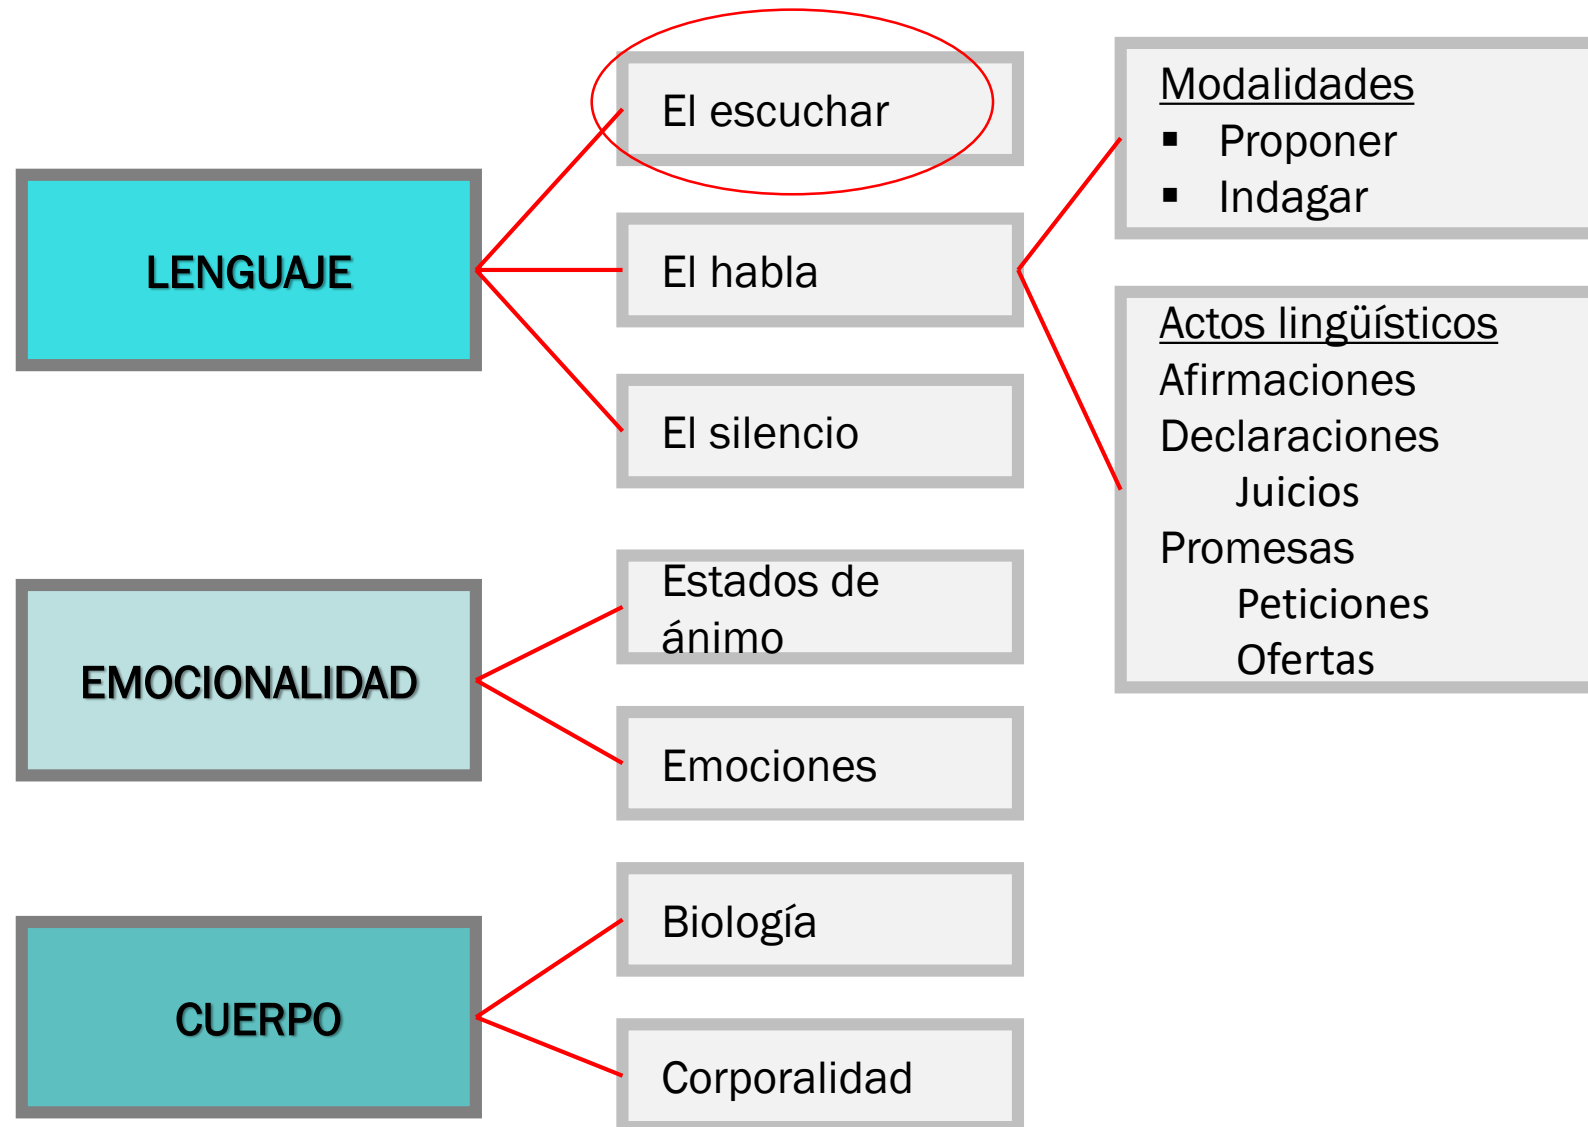 LENGUAJE
El escuchar
El habla
El silencio
Modalidades
▪ Proponer
▪ Indagar
Actos lingüísticos
Afirmaciones
Declaraciones
Juicios
Promesas
Peticiones
Ofertas
EMOCIONALIDAD
Estados de
ánimo
Emociones
CUERPO
Biología
Corporalidad